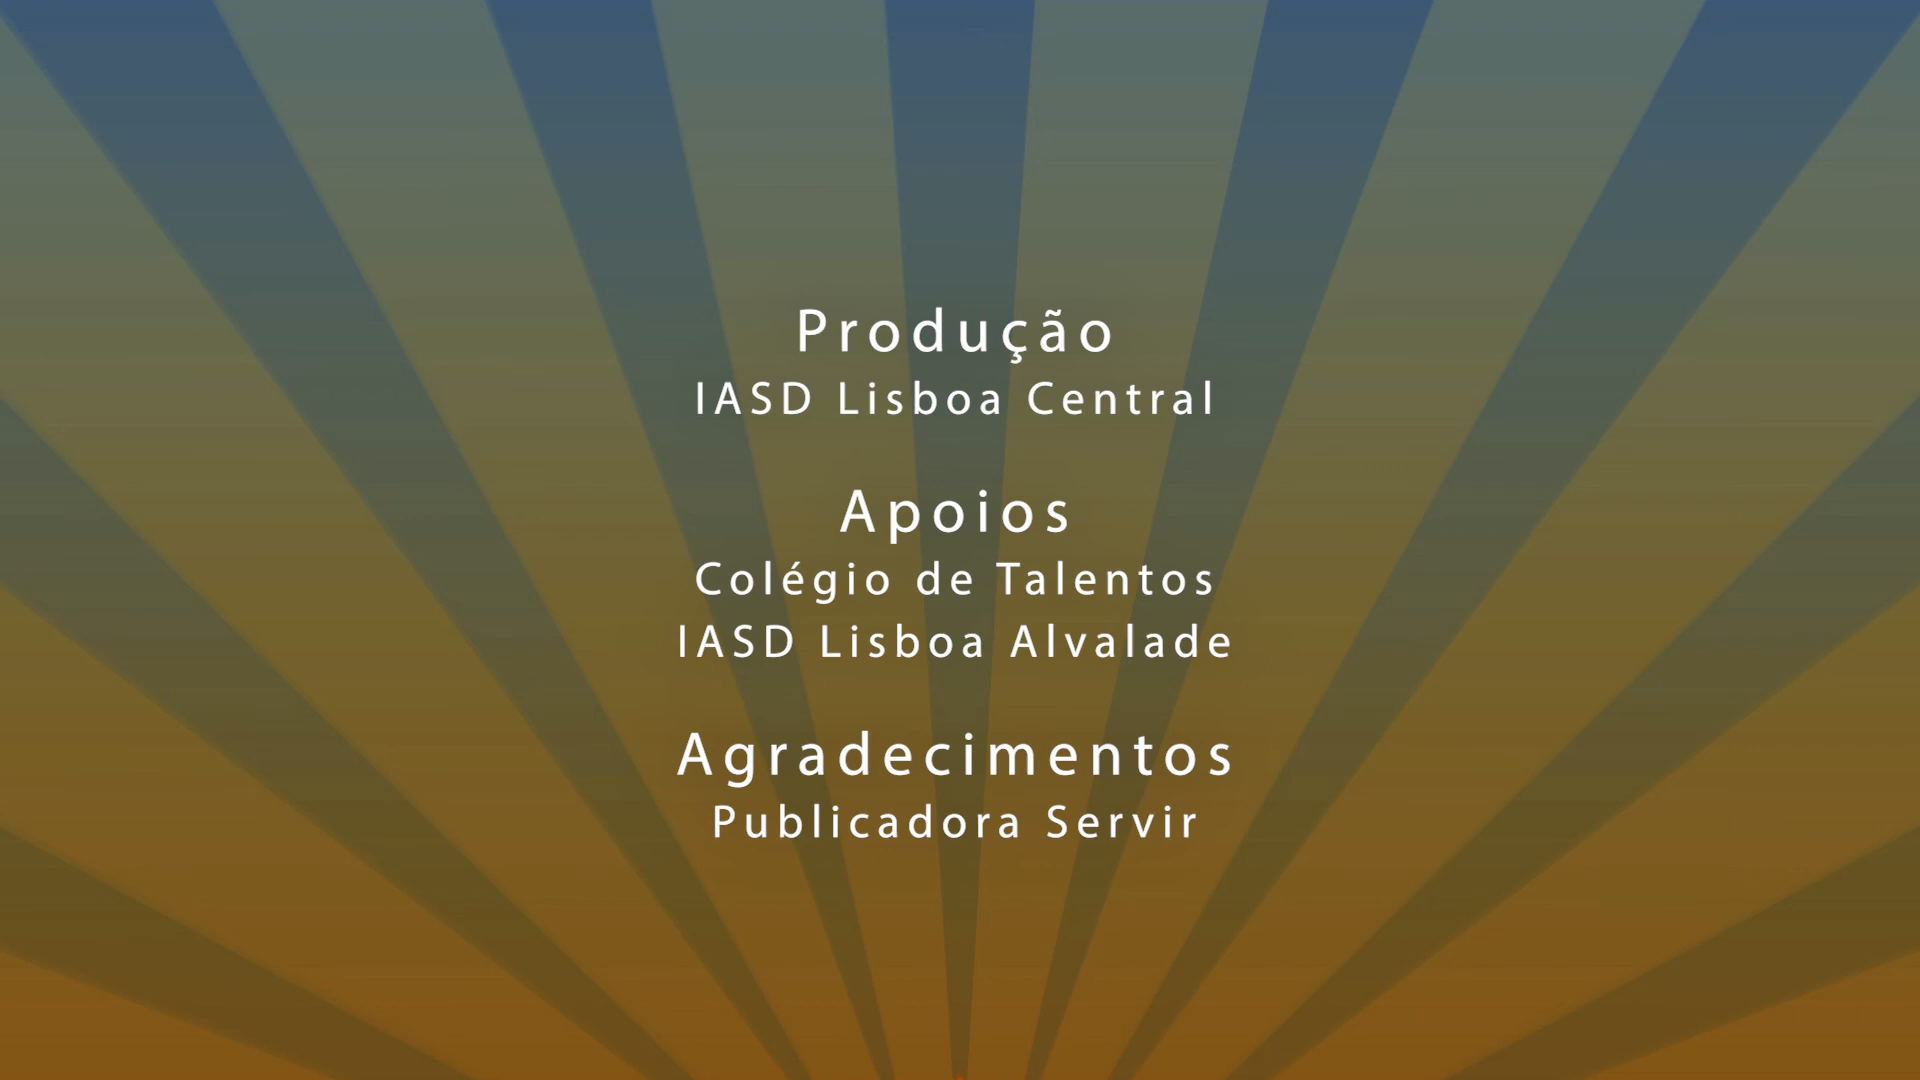 Produção
IASD Lisboa Central
Apoios
Colégio de Talentos
IASD Lisboa Alvalade
Agradecimentos
Publicadora Servir